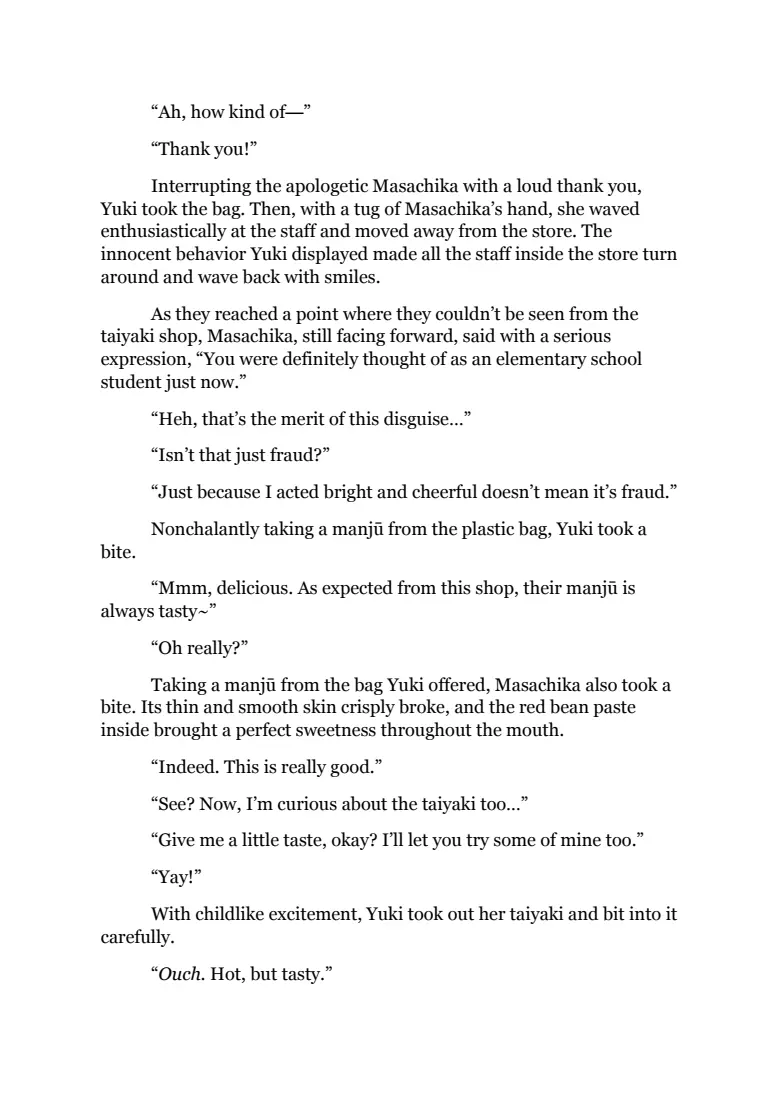 “Ah, how kind of—”
“Thank you!”
Interrupting the apologetic Masachika with a loud thank you,
Yuki took the bag. Then, with a tug of Masachika’s hand, she waved
enthusiastically at the staff and moved away from the store. The
innocent behavior Yuki displayed made all the staff inside the store turn
around and wave back with smiles.
As they reached a point where they couldn’t be seen from the
taiyaki shop, Masachika, still facing forward, said with a serious
expression, “You were definitely thought of as an elementary school
student just now.”
“Heh, that’s the merit of this disguise…”
“Isn’t that just fraud?”
“Just because I acted bright and cheerful doesn’t mean it’s fraud.”
Nonchalantly taking a manjū from the plastic bag, Yuki took a
bite.
“Mmm, delicious. As expected from this shop, their manjū is
always tasty~”
“Oh really?”
Taking a manjū from the bag Yuki offered, Masachika also took a
bite. Its thin and smooth skin crisply broke, and the red bean paste
inside brought a perfect sweetness throughout the mouth.
“Indeed. This is really good.”
“See? Now, I’m curious about the taiyaki too…”
“Give me a little taste, okay? I’ll let you try some of mine too.”
“Yay!”
With childlike excitement, Yuki took out her taiyaki and bit into it
carefully.
“Ouch. Hot, but tasty.”